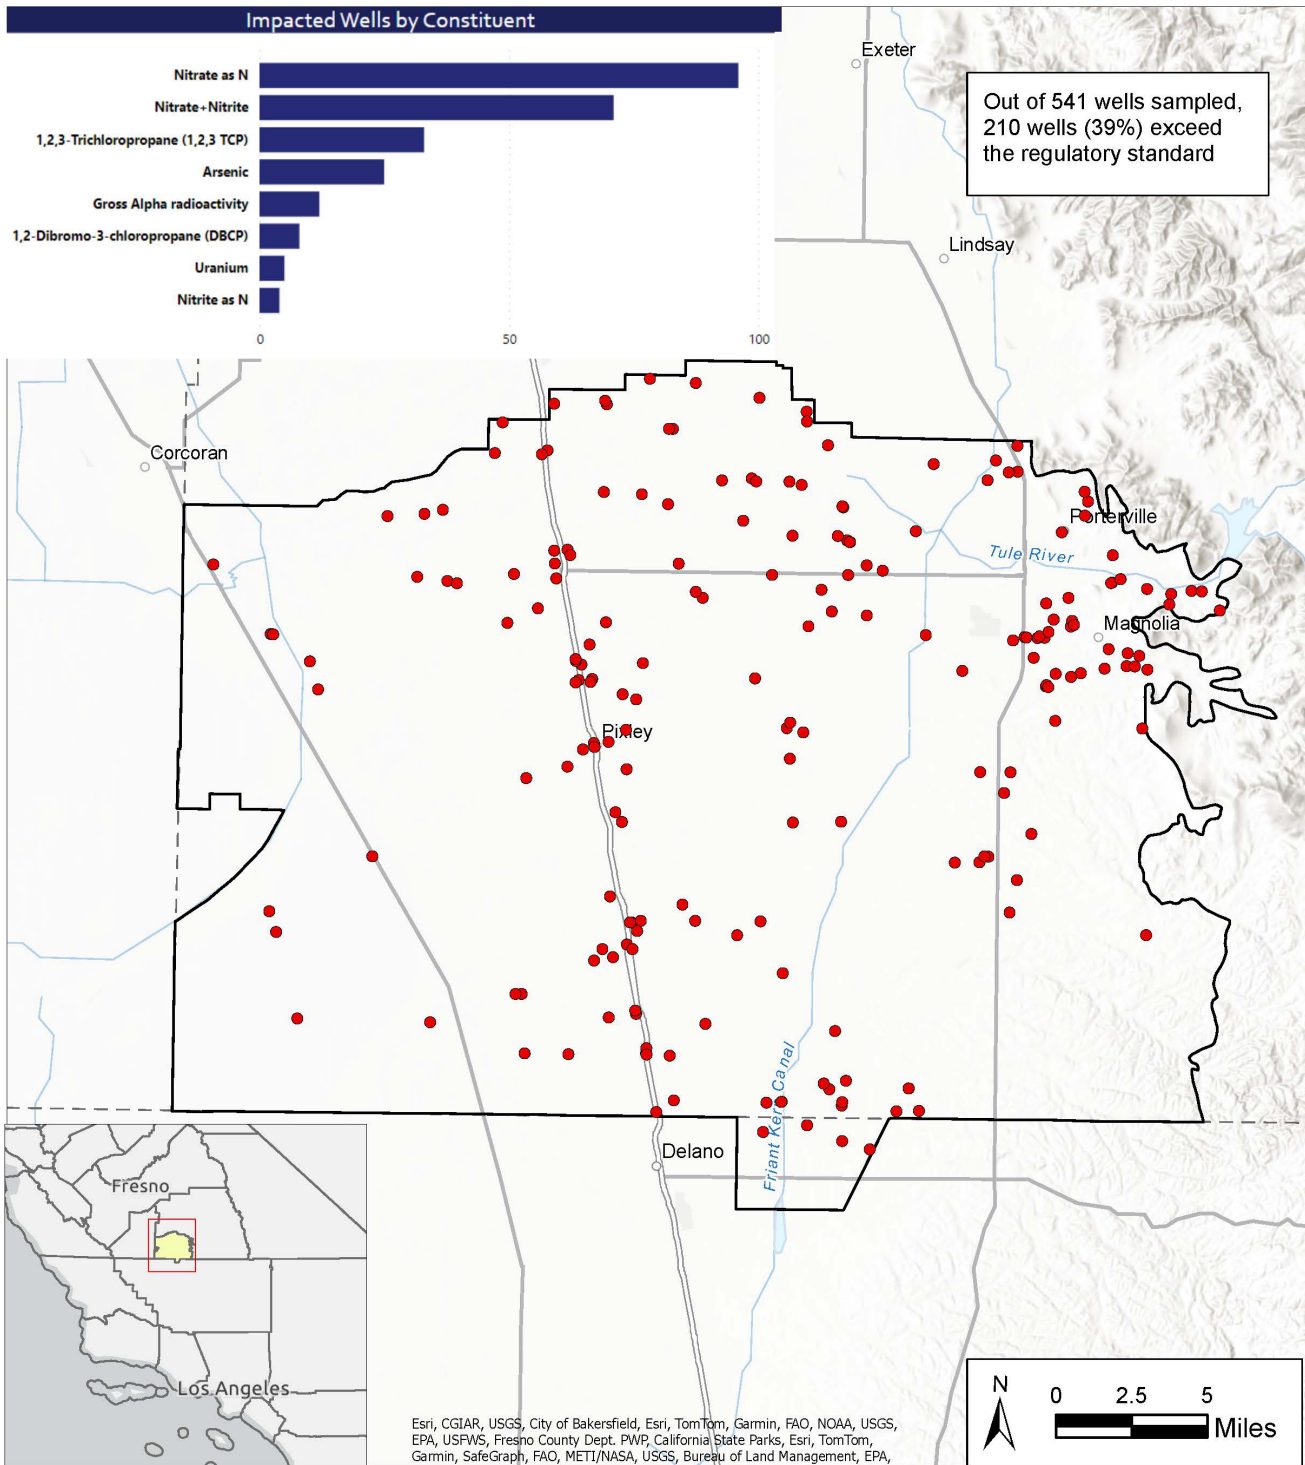 Impacted Wells by Constituent
Nitrate as N
Nitrate+Nitrite
1,2,3-Trichloropropane (1,2,3 TCP)
Arsenic
Gross Alpha radioactivity
1,2-Dibromo-3-chloropropane (DBCP)
Uranium
Nitrite as N
0 50 100
Exeter
Out of 541 wells sampled,
210 wells (39%) exceed
the regulatory standard
Lindsay
Corcoran
Porterville
Tule River
Magnolia
Pixley
Friant Kern Canal
Delano
Fresno
Los Angeles
N
0 2.5 5
Miles
Esri, CGIAR, USGS, City of Bakersfield, Esri, TomTom, Garmin, FAO, NOAA, USGS,
EPA, USFWS, Fresno County Dept. PWP, California State Parks, Esri, TomTom,
Garmin, SafeGraph, FAO, METI/NASA, USGS, Bureau of Land Management, EPA,